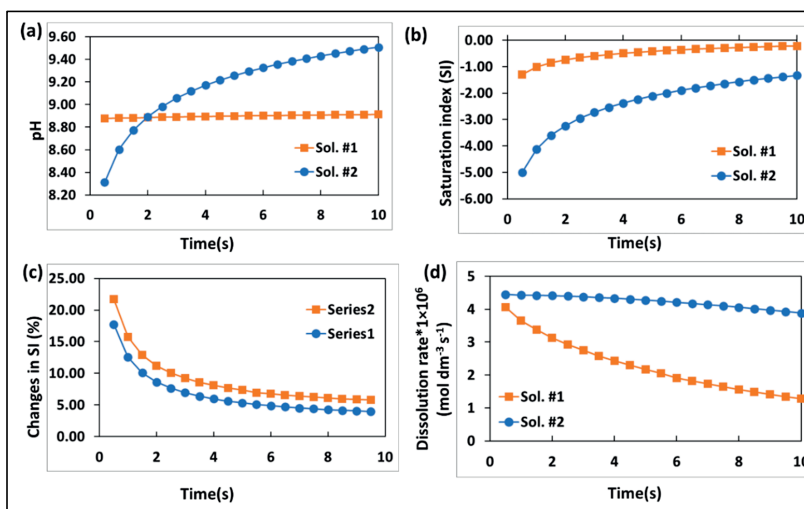 (a)
9.60
9.40
9.20
9.00
8.80
8.60
8.40
8.20
pH
Sol. #1
Sol. #2
0 2 4 6 8 10
Time(s)
(b)
0.00
-1.00
-2.00
-3.00
-4.00
-5.00
-6.00
Saturation index (SI)
Sol. #1
Sol. #2
0 2 4 6 8 10
Time(s)
(c)
25.00
20.00
15.00
10.00
5.00
0.00
Changes in SI (%)
Series2
Series1
0 2 4 6 8 10
Time(s)
(d)
5
4
3
2
1
0
Dissolution rate*1×10⁶
(mol dm⁻³ s⁻¹)
Sol. #1
Sol. #2
0 2 4 6 8 10
Time(s)